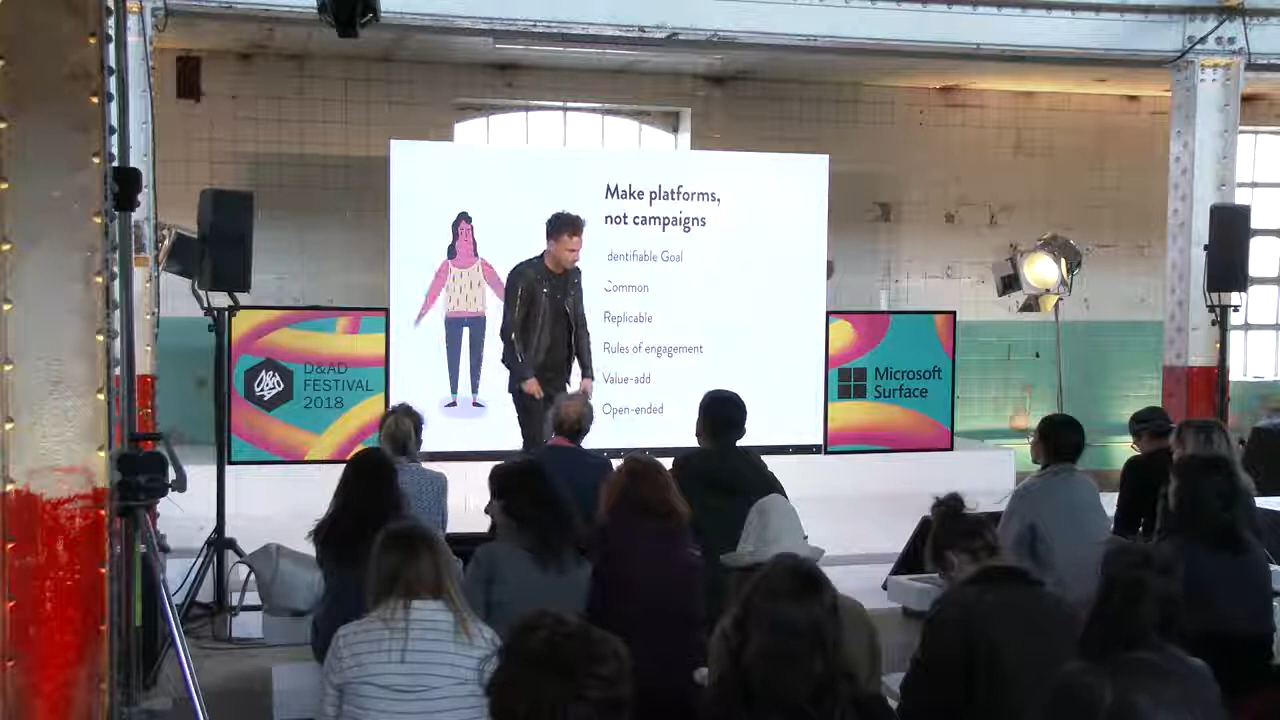 Make platforms,
not campaigns
dentifiable Goal
Common
Replicable
Rules of engagement
Value-add
Open-ended
D&AD
D&AD
FESTIVAL
2018
Microsoft
Surface